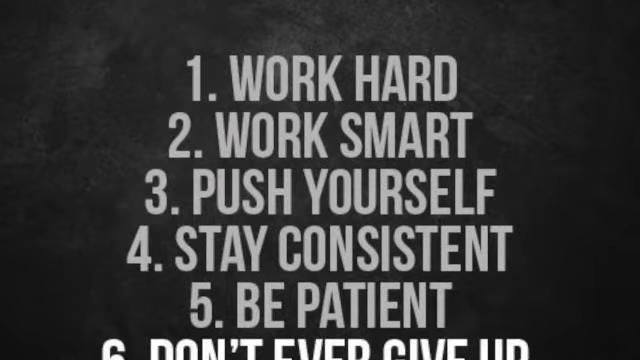 1. WORK HARD
2. WORK SMART
3. PUSH YOURSELF
4. STAY CONSISTENT
5. BE PATIENT
6. DON'T EVER GIVE UP